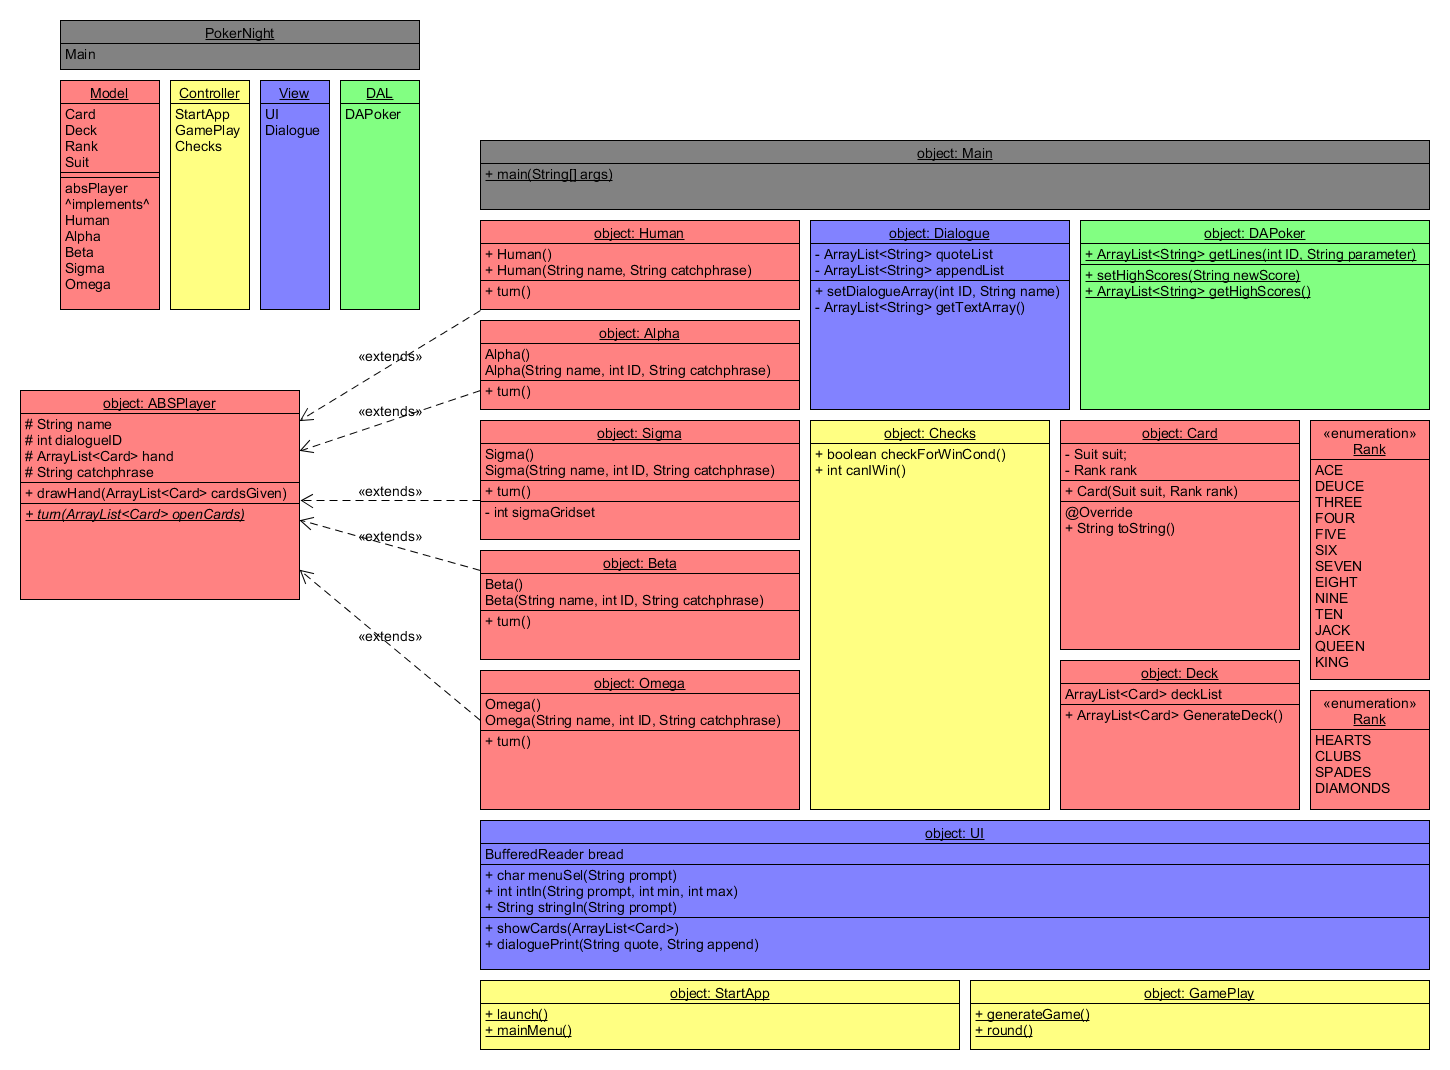 PokerNight
Main
Model
Card
Deck
Rank
Suit
absPlayer
^implements^
Human
Alpha
Beta
Sigma
Omega
Controller
StartApp
GamePlay
Checks
View
UI
Dialogue
DAL
DAPoker
object: Main
+ main(String[] args)
object: Human
+ Human()
+ Human(String name, String catchphrase)
+ turn()
object: Dialogue
- ArrayList<String> quoteList
- ArrayList<String> appendList
+ setDialogueArray(int ID, String name)
- ArrayList<String> getTextArray()
object: DAPoker
+ ArrayList<String> getLines(int ID, String parameter)
+ setHighScores(String newScore)
+ ArrayList<String> getHighScores()
object: Alpha
Alpha()
Alpha(String name, int ID, String catchphrase)
+ turn()
«extends»
«extends»
«extends»
«extends»
«extends»
object: ABSPlayer
# String name
# int dialogueID
# ArrayList<Card> hand
# String catchphrase
+ drawHand(ArrayList<Card> cardsGiven)
+ turn(ArrayList<Card> openCards)
object: Sigma
Sigma()
Sigma(String name, int ID, String catchphrase)
+ turn()
- int sigmaGridset
object: Beta
Beta()
Beta(String name, int ID, String catchphrase)
+ turn()
object: Omega
Omega()
Omega(String name, int ID, String catchphrase)
+ turn()
object: Checks
+ boolean checkForWinCond()
+ int canIWin()
object: Card
- Suit suit;
- Rank rank
+ Card(Suit suit, Rank rank)
@Override
+ String toString()
object: Deck
ArrayList<Card> deckList
+ ArrayList<Card> GenerateDeck()
«enumeration»
Rank
ACE
DEUCE
THREE
FOUR
FIVE
SIX
SEVEN
EIGHT
NINE
TEN
JACK
QUEEN
KING
«enumeration»
Rank
HEARTS
CLUBS
SPADES
DIAMONDS
object: UI
BufferedReader bread
+ char menuSel(String prompt)
+ int intIn(String prompt, int min, int max)
+ String stringIn(String prompt)
+ showCards(ArrayList<Card>)
+ dialoguePrint(String quote, String append)
object: StartApp
+ launch()
+ mainMenu()
object: GamePlay
+ generateGame()
+ round()